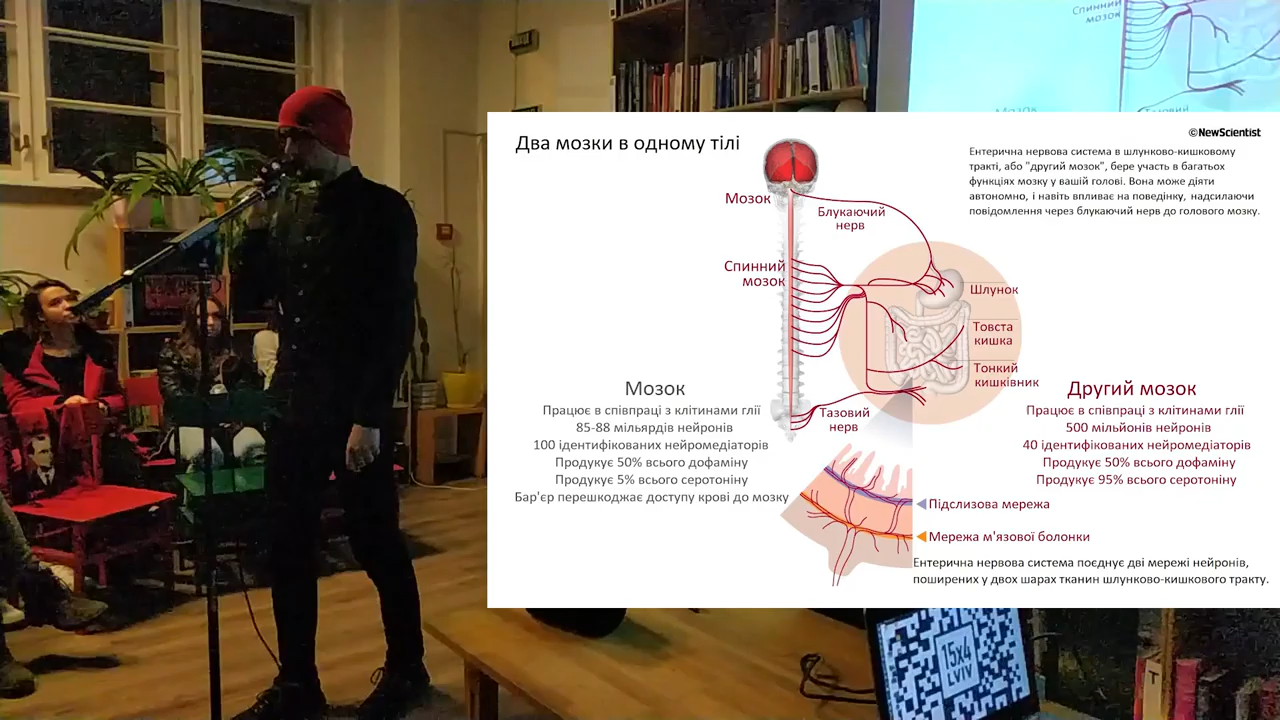 Спинний
мозок
©NewScientist
Два мозки в одному тілі
Ентерична нервова система в шлунково-кишковому
тракті, або "другий мозок", бере участь в багатьох
функціях мозку у вашій голові. Вона може діяти
автономно, і навіть впливає на поведінку, надсилаючи
повідомлення через блукаючий нерв до головного мозку.
Мозок
Блукаючий
нерв
Спинний
мозок
Шлунок
Товста
кишка
Тонкий
кишківник
Тазовий
нерв
Мозок
Працює в співпраці з клітинами глії
85-88 мільярдів нейронів
100 ідентифікованих нейромедіаторів
Продукує 50% всього дофаміну
Продукує 5% всього серотоніну
Бар'єр перешкоджає доступу крові до мозку
Другий мозок
Працює в співпраці з клітинами глії
500 мільйонів нейронів
40 ідентифікованих нейромедіаторів
Продукує 50% всього дофаміну
Продукує 95% всього серотоніну
Підслизова мережа
Мережа м'язової болонки
Ентерична нервова система поєднує дві мережі нейронів,
поширених у двох шарах тканин шлунково-кишкового тракту.
15x4
LVIV